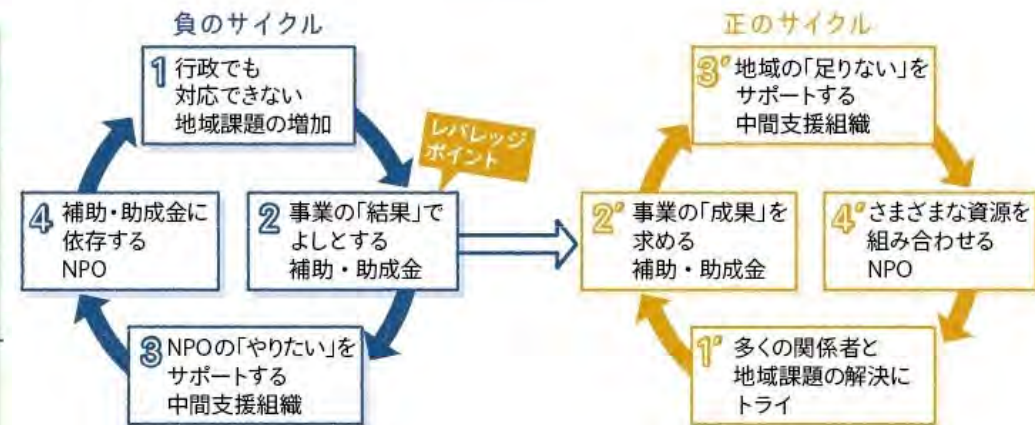 負のサイクル
1 行政でも
対応できない
地域課題の増加
レバレッジ
ポイント
2 事業の「結果」で
よしとする
補助・助成金
3 NPOの「やりたい」を
サポートする
中間支援組織
4 補助・助成金に
依存する
NPO
正のサイクル
3' 地域の「足りない」を
サポートする
中間支援組織
2' 事業の「成果」を
求める
補助・助成金
4' さまざまな資源を
組み合わせる
NPO
1' 多くの関係者と
地域課題の解決に
トライ